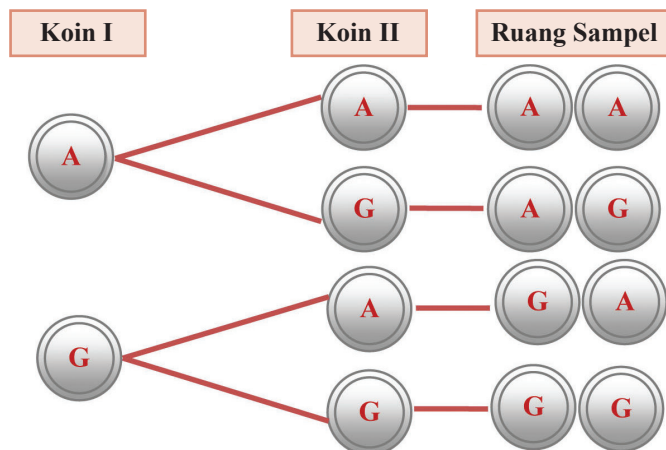 Koin I Koin II Ruang Sampel
A A A A
G A G
G A G A
G G G